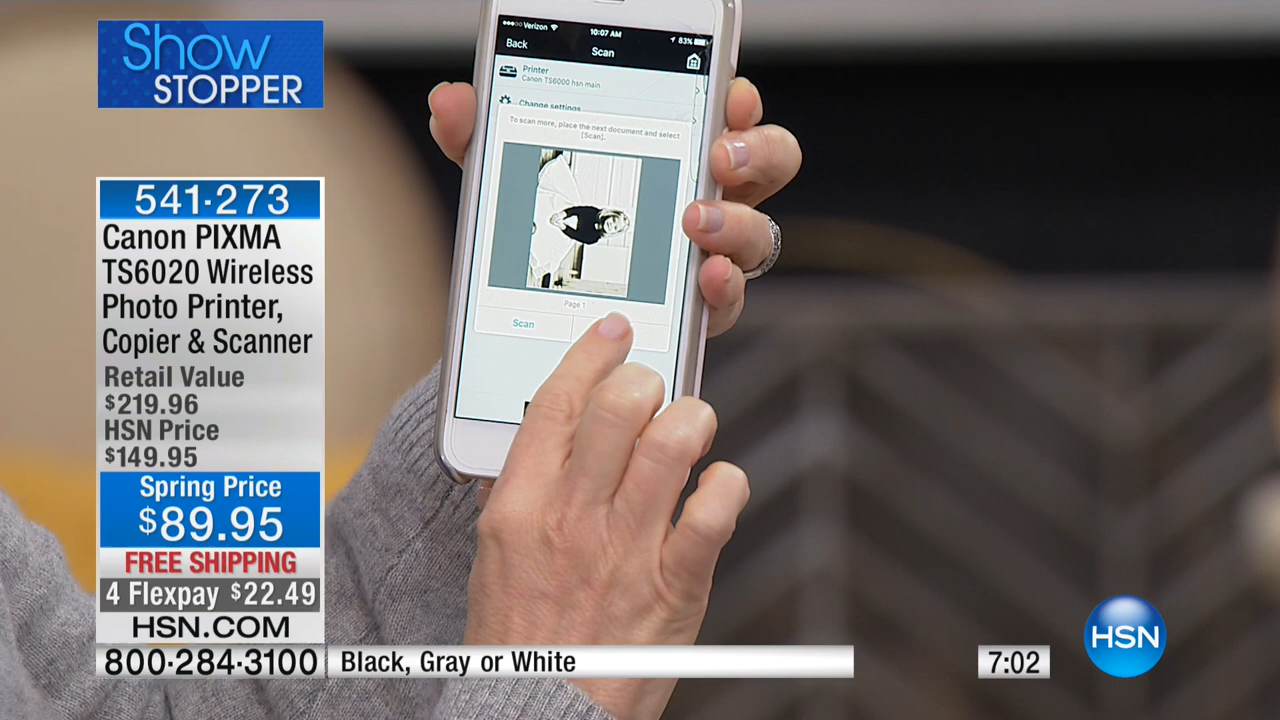 Show
STOPPER
541·273
Canon PIXMA
TS6020 Wireless
Photo Printer,
Copier & Scanner
Retail Value
$219.96
HSN Price
$149.95
Spring Price
$89.95
FREE SHIPPING
4 Flexpay $22.49
HSN.COM
800·284·3100
Black, Gray or White
7:02
HSN
Verizon
10:07 AM
83%
Back
Scan
Printer
Canon TS6000 hsn main
Change settings
To scan more, place the next document and select
[Scan].
Page 1
Scan